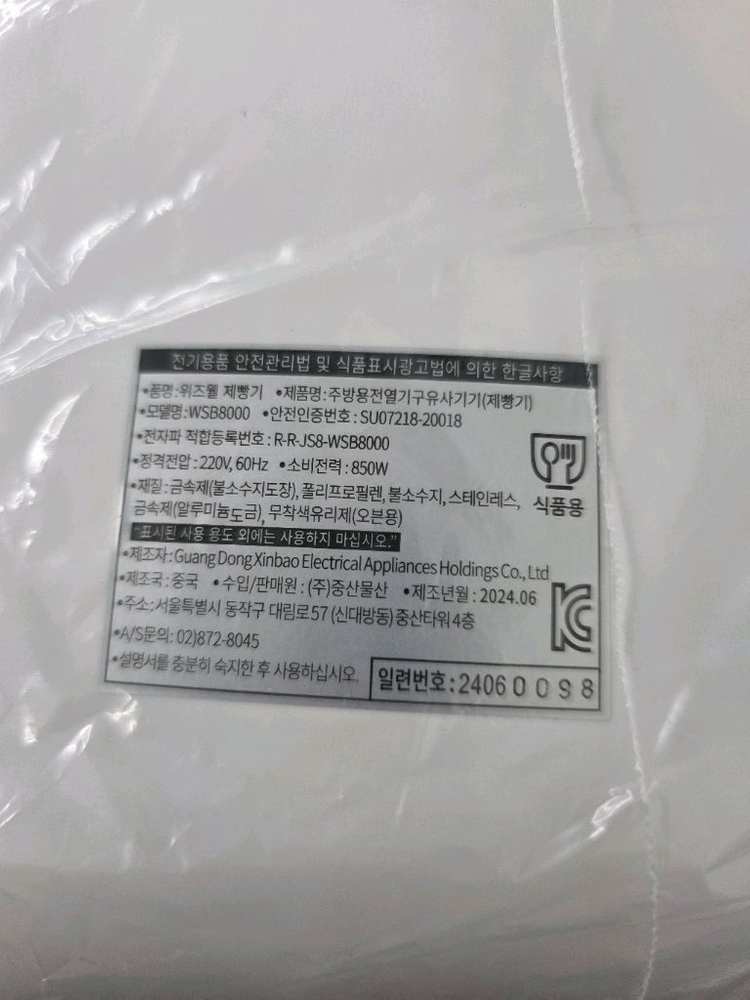 전기용품 안전관리법 및 식품표시광고법에 의한 한글사항
•품명:위즈웰 제빵기 •제품명:주방용전열기구유사기기(제빵기)
•모델명:WSB8000 •안전인증번호:SU07218-20018
•전자파 적합등록번호:R-R-JS8-WSB8000
•정격전압:220V, 60Hz •소비전력:850W
•재질:금속제(불소수지도장), 폴리프로필렌, 불소수지, 스테인레스,
금속제(알루미늄도금), 무착색유리제(오븐용)
식품용
"표시된 사용 용도 외에는 사용하지 마십시오."
•제조자:Guang Dong Xinbao Electrical Appliances Holdings Co., Ltd
•제조국:중국 •수입/판매원:(주)중산물산 •제조년월:2024.06
•주소:서울특별시 동작구 대림로57 (신대방동) 중산타워 4층
•A/S문의:02)872-8045
•설명서를 충분히 숙지한 후 사용하십시오.
일련번호:24060098